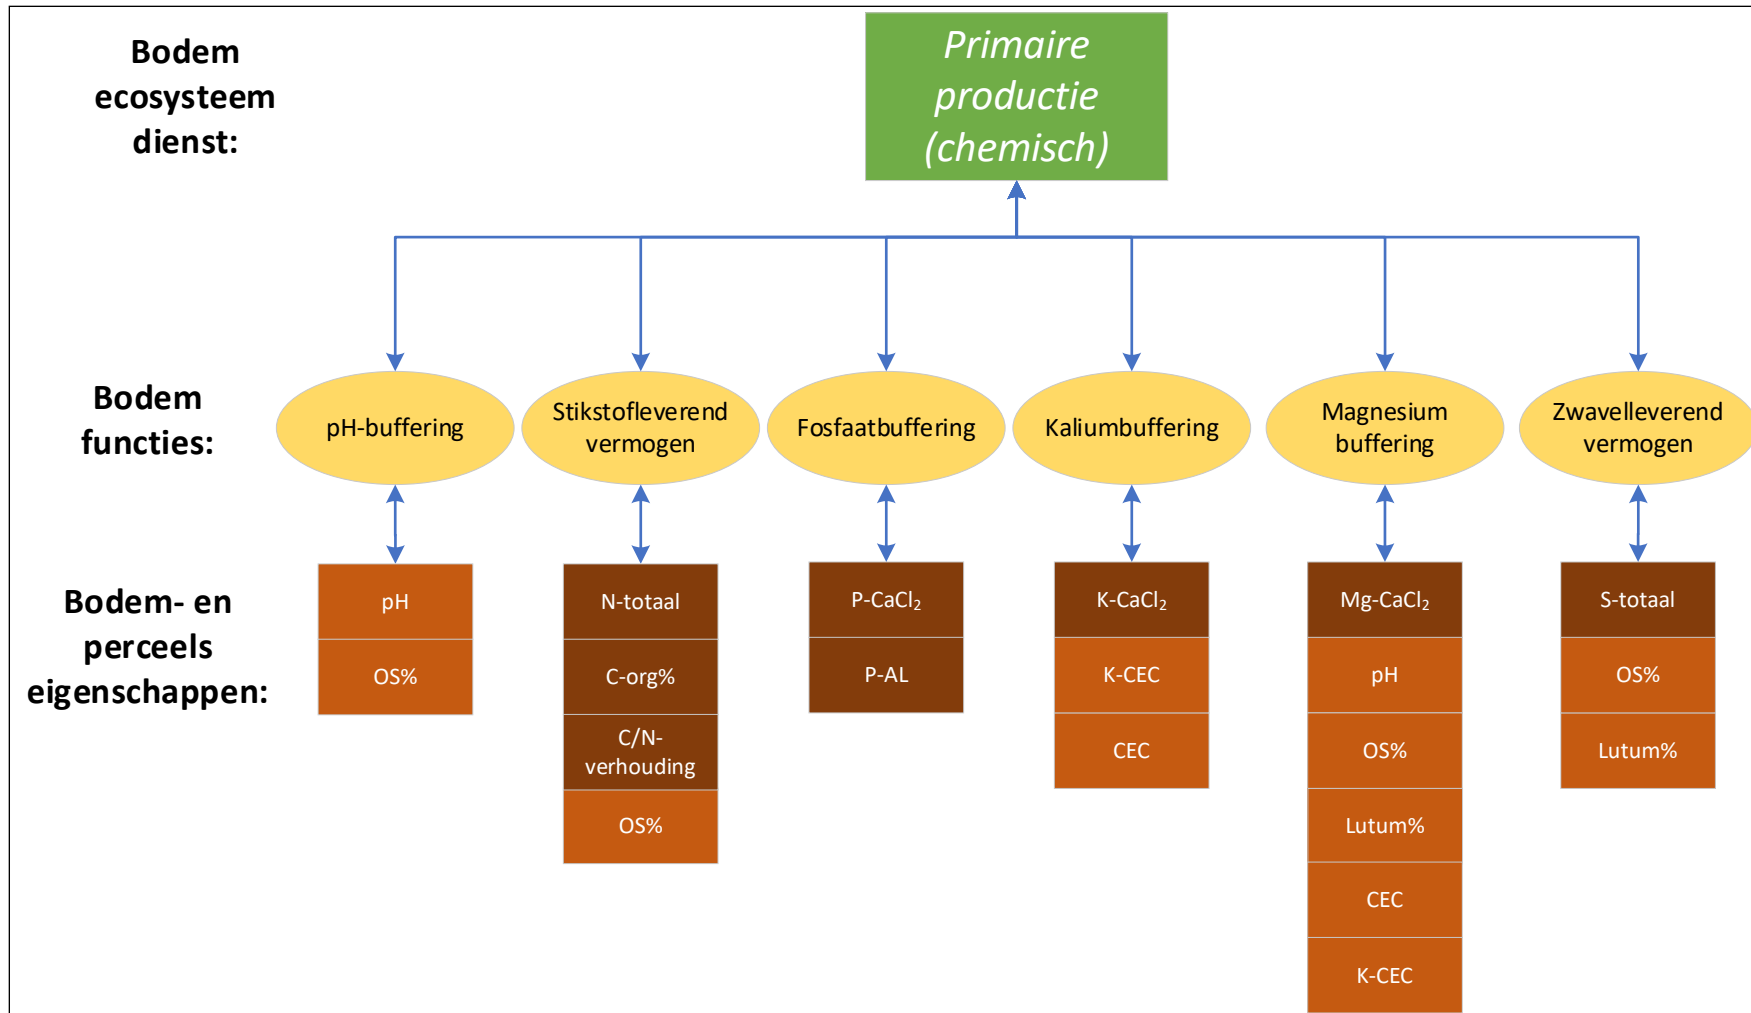 Bodem
ecosysteem
dienst:
Primaire
productie
(chemisch)
Bodem
functies:
pH-buffering
Stikstofleverend
vermogen
Fosfaatbuffering
Kaliumbuffering
Magnesium
buffering
Zwavelleverend
vermogen
Bodem- en
perceels
eigenschappen:
pH
OS%
N-totaal
C-org%
C/N-
verhouding
OS%
P-CaCl₂
P-AL
K-CaCl₂
K-CEC
CEC
Mg-CaCl₂
pH
OS%
Lutum%
CEC
K-CEC
S-totaal
OS%
Lutum%